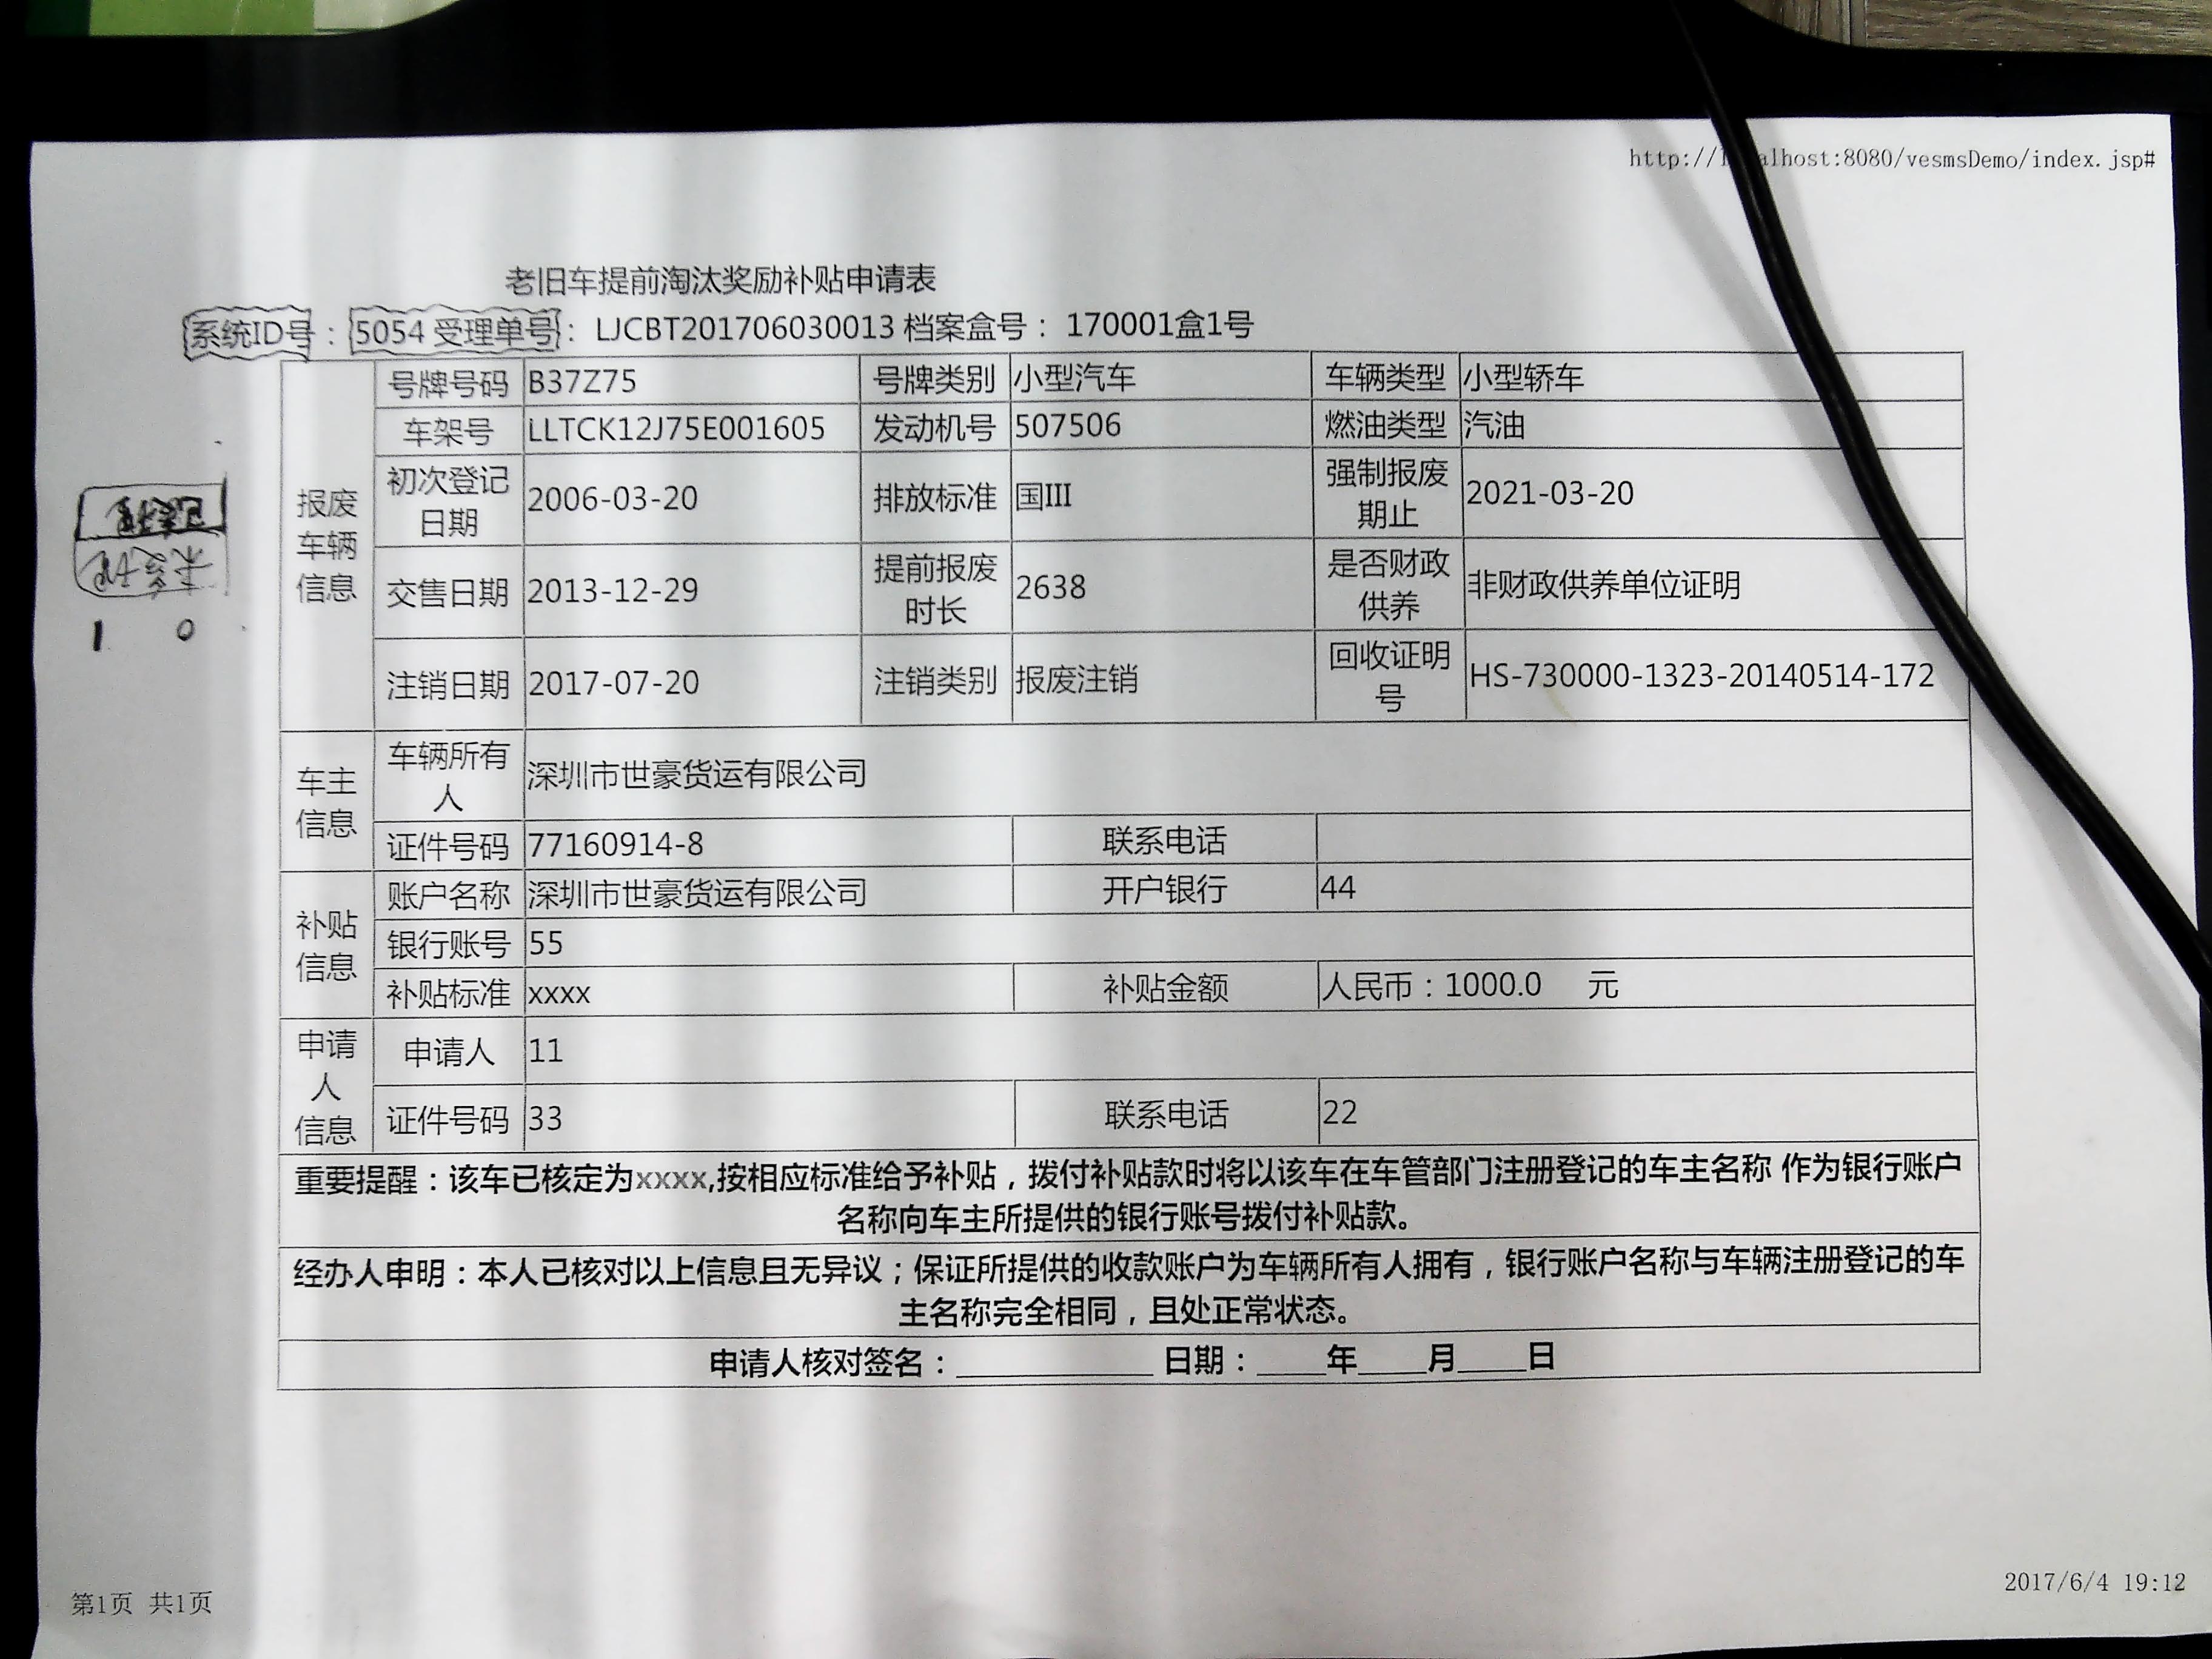 http://l alhost:8080/vesmsDemo/index.jsp#
老旧车提前淘汰奖励补贴申请表
系统ID号：5054 受理单号：LJCBT201706030013 档案盒号：170001盒1号
报废车辆信息
号牌号码 B37Z75 号牌类别 小型汽车 车辆类型 小型轿车
车架号 LLTCK12J75E001605 发动机号 507506 燃油类型 汽油
初次登记日期 2006-03-20 排放标准 国III 强制报废期止 2021-03-20
交售日期 2013-12-29 提前报废时长 2638 是否财政供养 非财政供养单位证明
注销日期 2017-07-20 注销类别 报废注销 回收证明号 HS-730000-1323-20140514-172
车主信息
车辆所有人 深圳市世豪货运有限公司
证件号码 77160914-8 联系电话
补贴信息
账户名称 深圳市世豪货运有限公司 开户银行 44
银行账号 55
补贴标准 xxxx 补贴金额 人民币：1000.0 元
申请人信息
申请人 11
证件号码 33 联系电话 22
重要提醒：该车已核定为xxxx,按相应标准给予补贴，拨付补贴款时将以该车在车管部门注册登记的车主名称 作为银行账户
名称向车主所提供的银行账号拨付补贴款。
经办人申明：本人已核对以上信息且无异议；保证所提供的收款账户为车辆所有人拥有，银行账户名称与车辆注册登记的车
主名称完全相同，且处正常状态。
申请人核对签名：__________ 日期：____年____月____日
1 0
第1页 共1页
2017/6/4 19:12